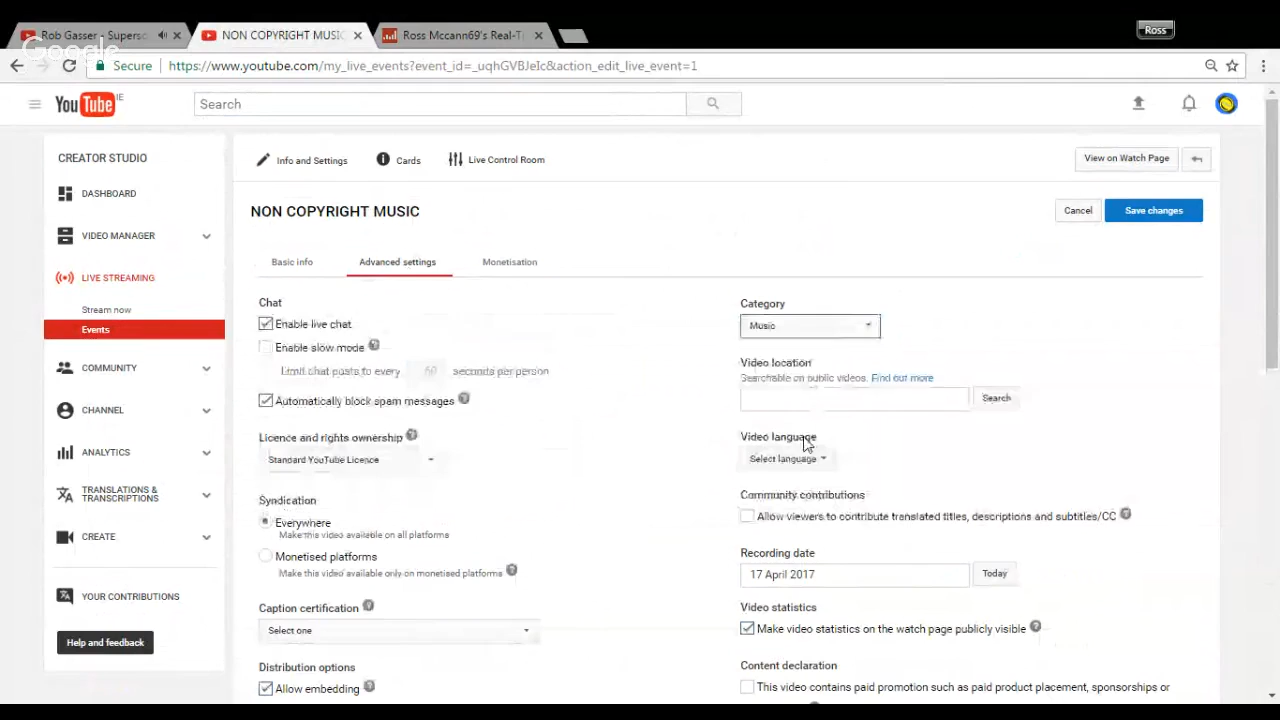 Rob Gasser - Supersc
NON COPYRIGHT MUSIC
Ross Mccann69's Real-T
Ross
Google
Secure
https://www.youtube.com/my_live_events?event_id=_uqhGVBJeIc&action_edit_live_event=1
YouTube IE
Search
CREATOR STUDIO
DASHBOARD
VIDEO MANAGER
LIVE STREAMING
Stream now
Events
COMMUNITY
CHANNEL
ANALYTICS
TRANSLATIONS &
TRANSCRIPTIONS
CREATE
YOUR CONTRIBUTIONS
Help and feedback
Info and Settings
Cards
Live Control Room
View on Watch Page
NON COPYRIGHT MUSIC
Cancel
Save changes
Basic info
Advanced settings
Monetisation
Chat
Enable live chat
Enable slow mode
Limit chat posts to every 60 seconds per person
Automatically block spam messages
Licence and rights ownership
Standard YouTube Licence
Syndication
Everywhere
Make this video available on all platforms
Monetised platforms
Make this video available only on monetised platforms
Caption certification
Select one
Distribution options
Allow embedding
Category
Music
Video location
Searchable on public videos. Find out more
Search
Video language
Select language
Community contributions
Allow viewers to contribute translated titles, descriptions and subtitles/CC
Recording date
17 April 2017
Today
Video statistics
Make video statistics on the watch page publicly visible
Content declaration
This video contains paid promotion such as paid product placement, sponsorships or